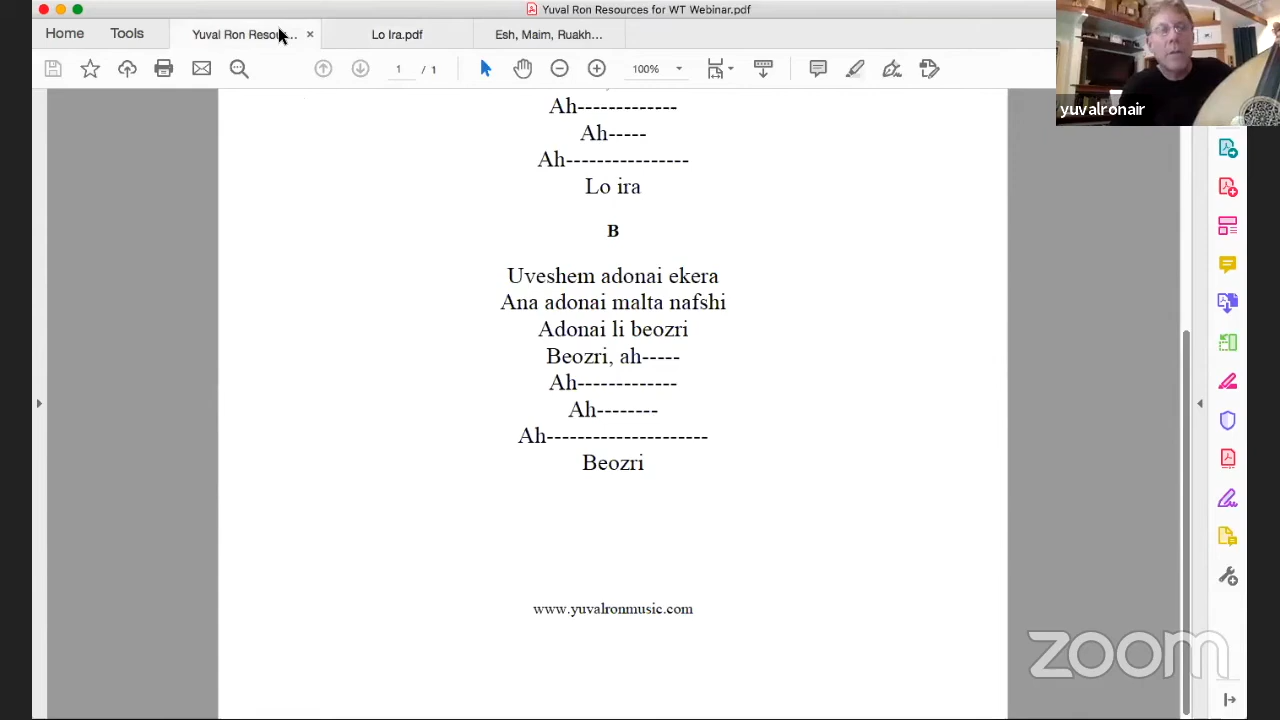 Yuval Ron Resources for WT Webinar.pdf
Home
Tools
Yuval Ron Resou...
×
Lo Ira.pdf
Esh, Maim, Ruakh...
1 / 1
100%
yuvalronair
Ah-------------
Ah-----
Ah----------------
Lo ira
B
Uveshem adonai ekera
Ana adonai malta nafshi
Adonai li beozri
Beozri, ah-----
Ah-------------
Ah--------
Ah---------------------
Beozri
www.yuvalronmusic.com
zoom